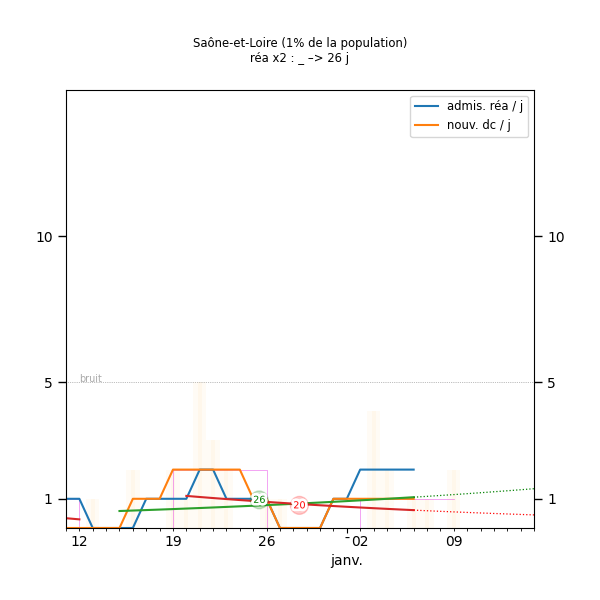 Saône-et-Loire (1% de la population)
réa x2 : _ –> 26 j
admis. réa / j
nouv. dc / j
10
10
bruit
5
5
26
20
1
1
12
19
26
02
09
janv.